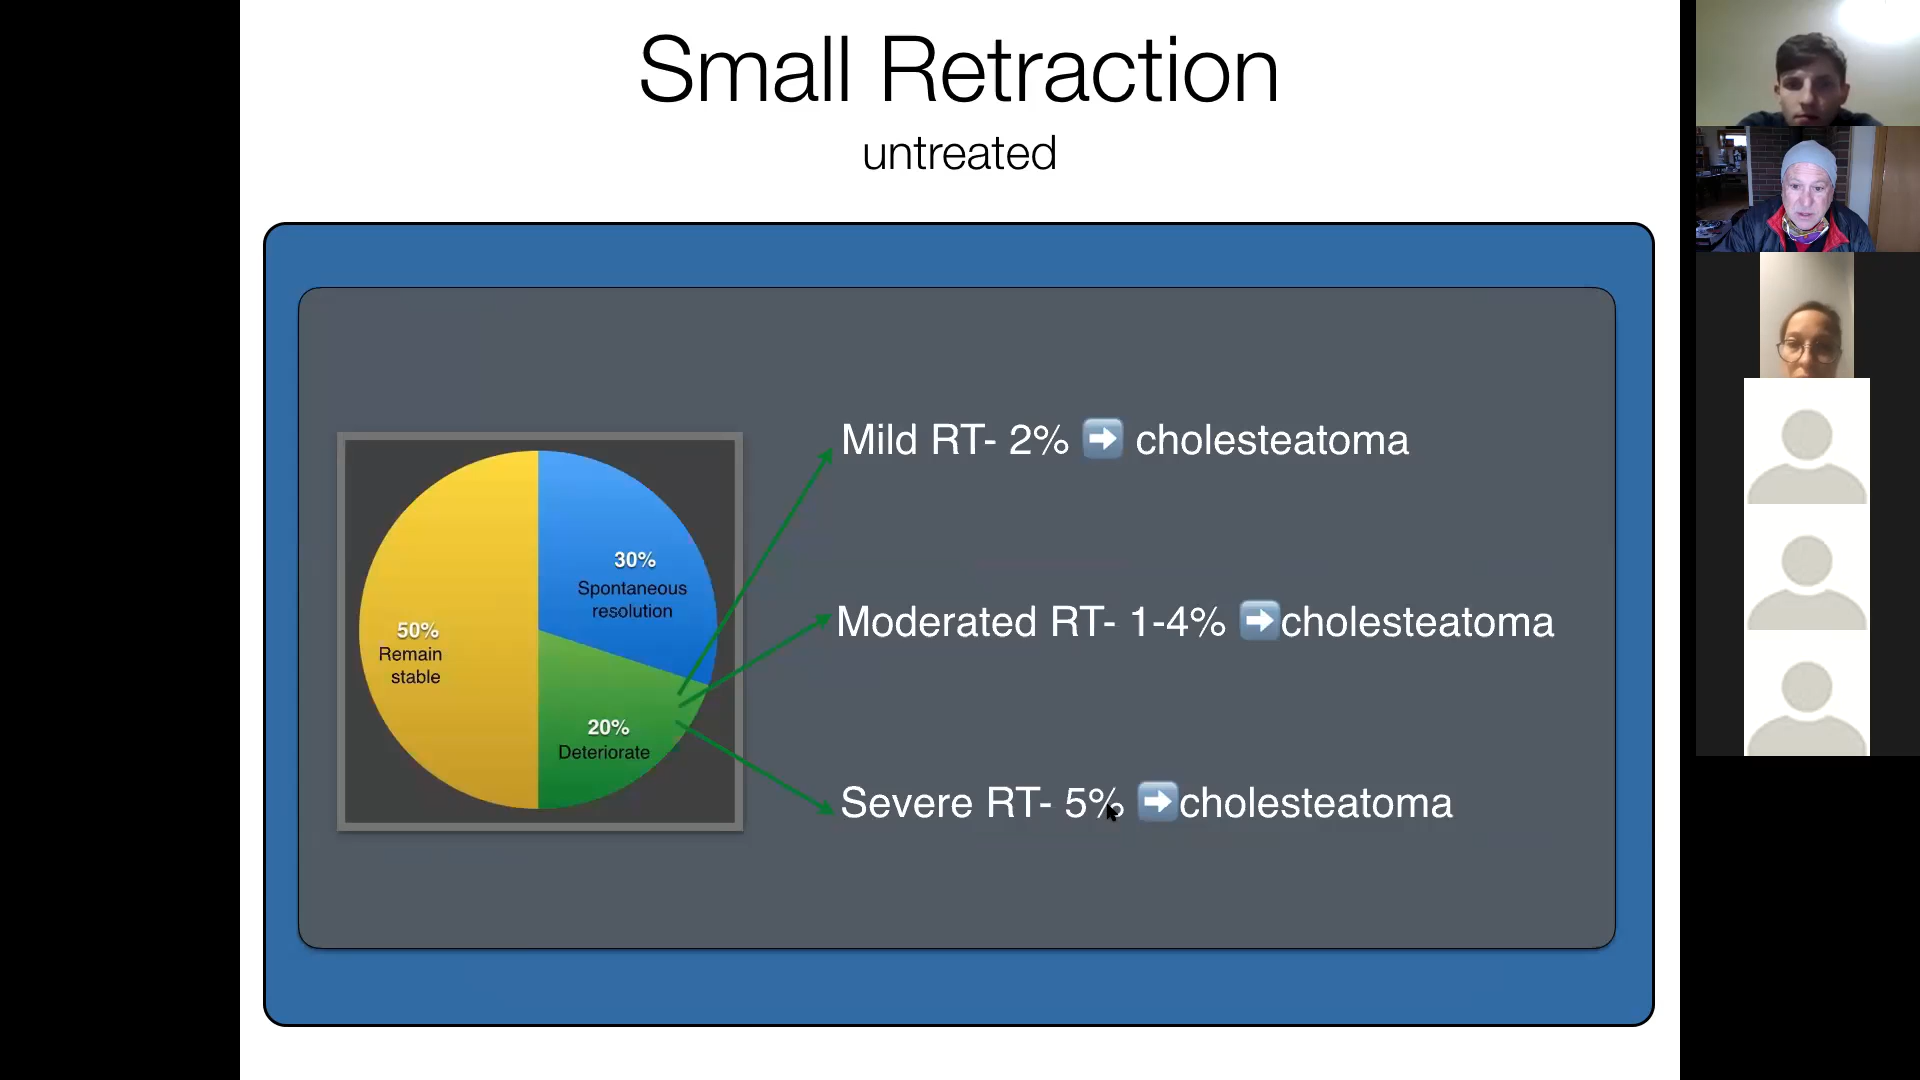 Small Retraction
untreated
Mild RT- 2% ➡ cholesteatoma
30%
Spontaneous
resolution
50%
Remain
stable
Moderated RT- 1-4% ➡cholesteatoma
20%
Deteriorate
Severe RT- 5% ➡cholesteatoma